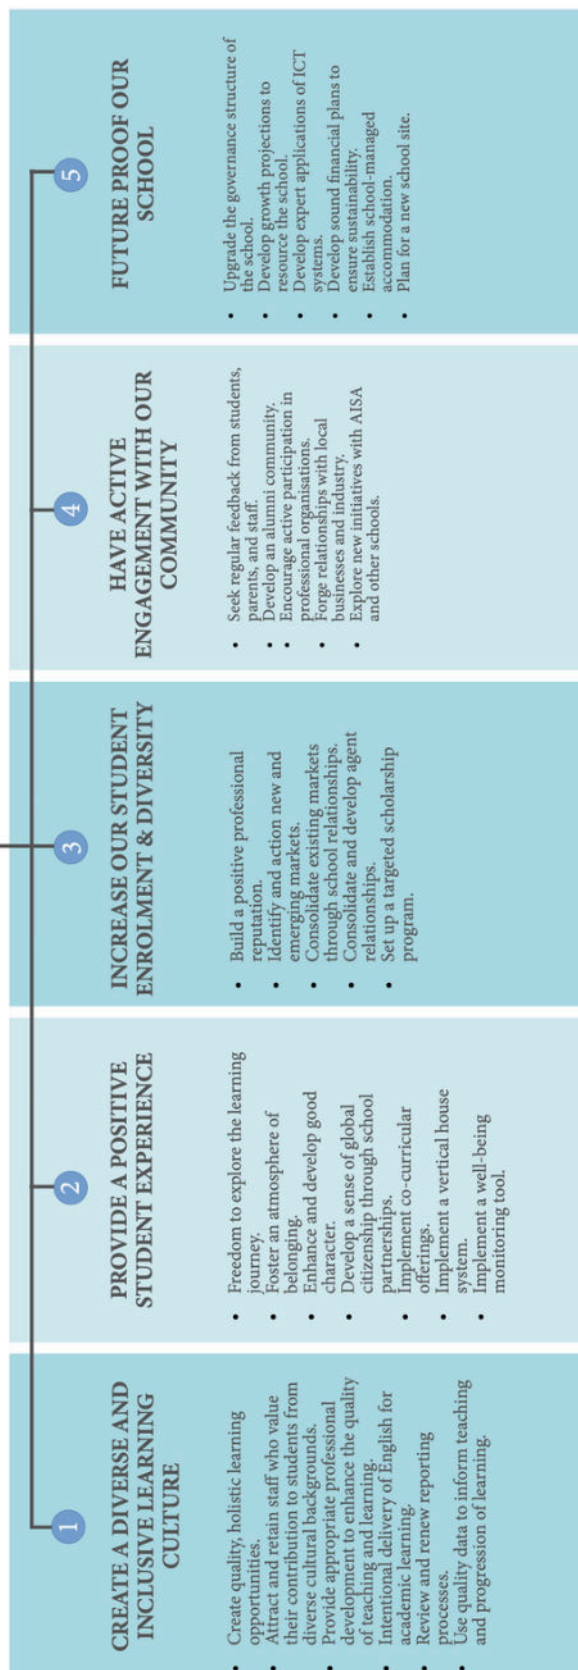 1
CREATE A DIVERSE AND
INCLUSIVE LEARNING
CULTURE
• Create quality, holistic learning
opportunities.
• Attract and retain staff who value
their contribution to students from
diverse cultural backgrounds.
• Provide appropriate professional
development to enhance the quality
of teaching and learning.
• Intentional delivery of English for
academic learning.
• Review and renew reporting
processes.
• Use quality data to inform teaching
and progression of learning.
2
PROVIDE A POSITIVE
STUDENT EXPERIENCE
• Freedom to explore the learning
journey.
• Foster an atmosphere of
belonging.
• Enhance and develop good
character.
• Develop a sense of global
citizenship through school
partnerships.
• Implement co-curricular
offerings.
• Implement a vertical house
system.
• Implement a well-being
monitoring tool.
3
INCREASE OUR STUDENT
ENROLMENT & DIVERSITY
• Build a positive professional
reputation.
• Identify and action new and
emerging markets.
• Consolidate existing markets
through school relationships.
• Consolidate and develop agent
relationships.
• Set up a targeted scholarship
program.
4
HAVE ACTIVE
ENGAGEMENT WITH OUR
COMMUNITY
• Seek regular feedback from students,
parents, and staff.
• Develop an alumni community.
• Encourage active participation in
professional organisations.
• Forge relationships with local
businesses and industry.
• Explore new initiatives with AISA
and other schools.
5
FUTURE PROOF OUR
SCHOOL
• Upgrade the governance structure of
the school.
• Develop growth projections to
resource the school.
• Develop expert applications of ICT
systems.
• Develop sound financial plans to
ensure sustainability.
• Establish school-managed
accommodation.
• Plan for a new school site.